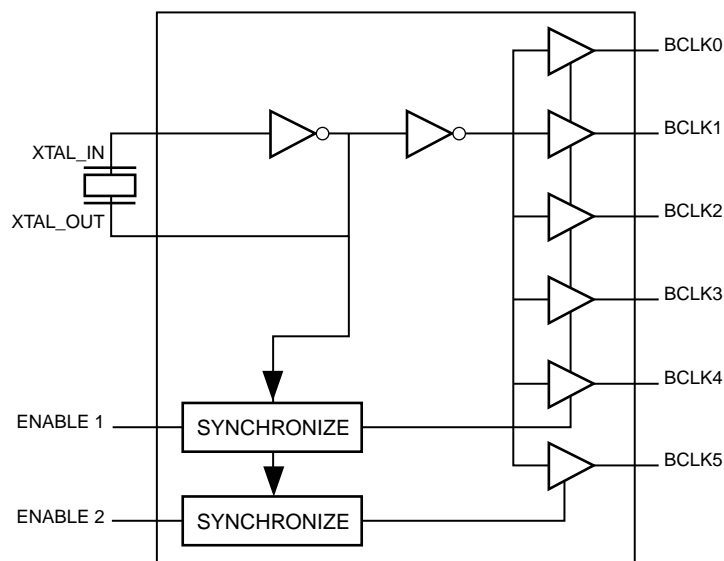 BCLK0
BCLK1
XTAL_IN
XTAL_OUT
BCLK2
BCLK3
BCLK4
ENABLE 1
SYNCHRONIZE
BCLK5
ENABLE 2
SYNCHRONIZE